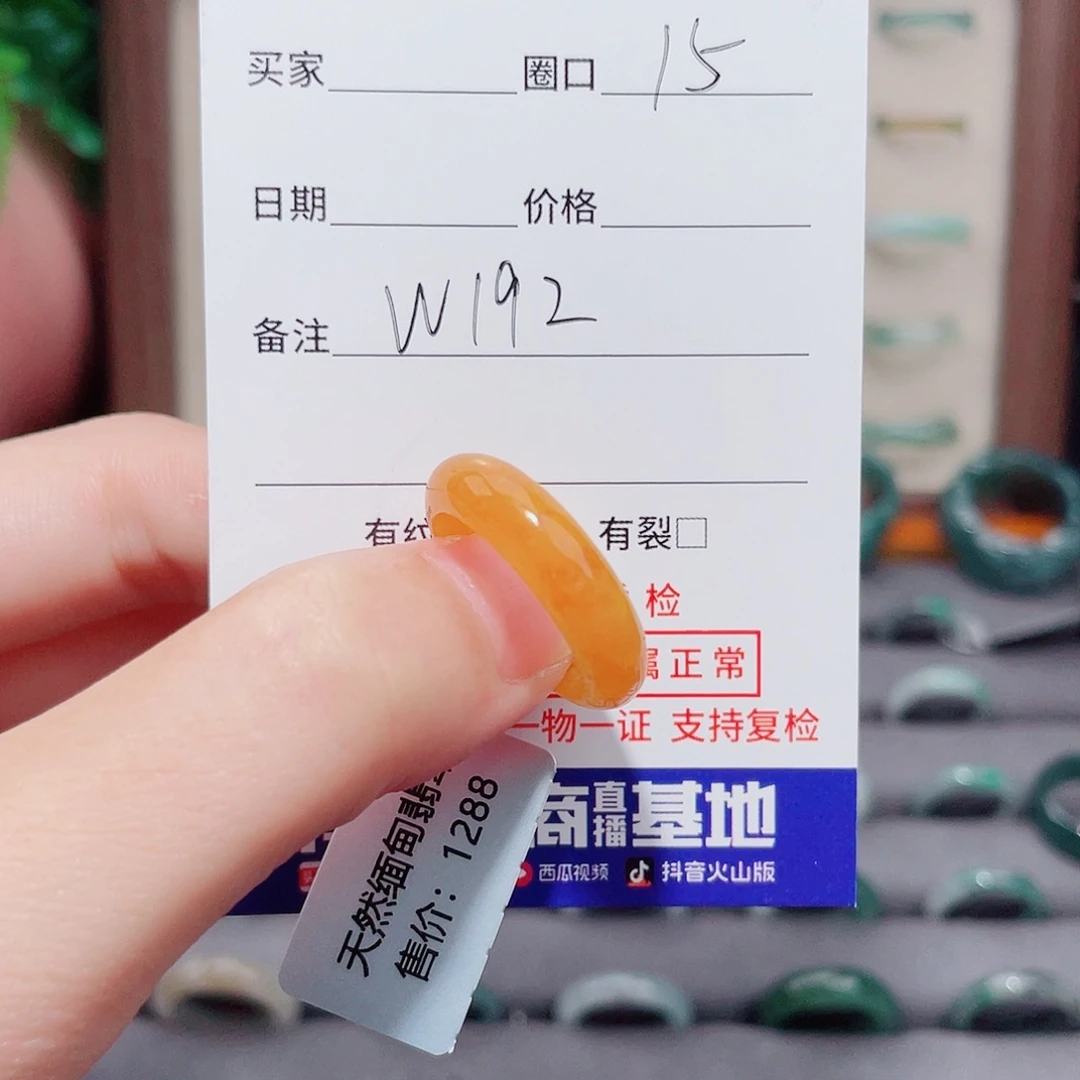 买家 圈口 15
日期 价格
备注 W192
有纹 有裂
检
属正常
一物一证 支持复检
商直播基地
西瓜视频 抖音火山版
天然缅甸翡
售价：1288